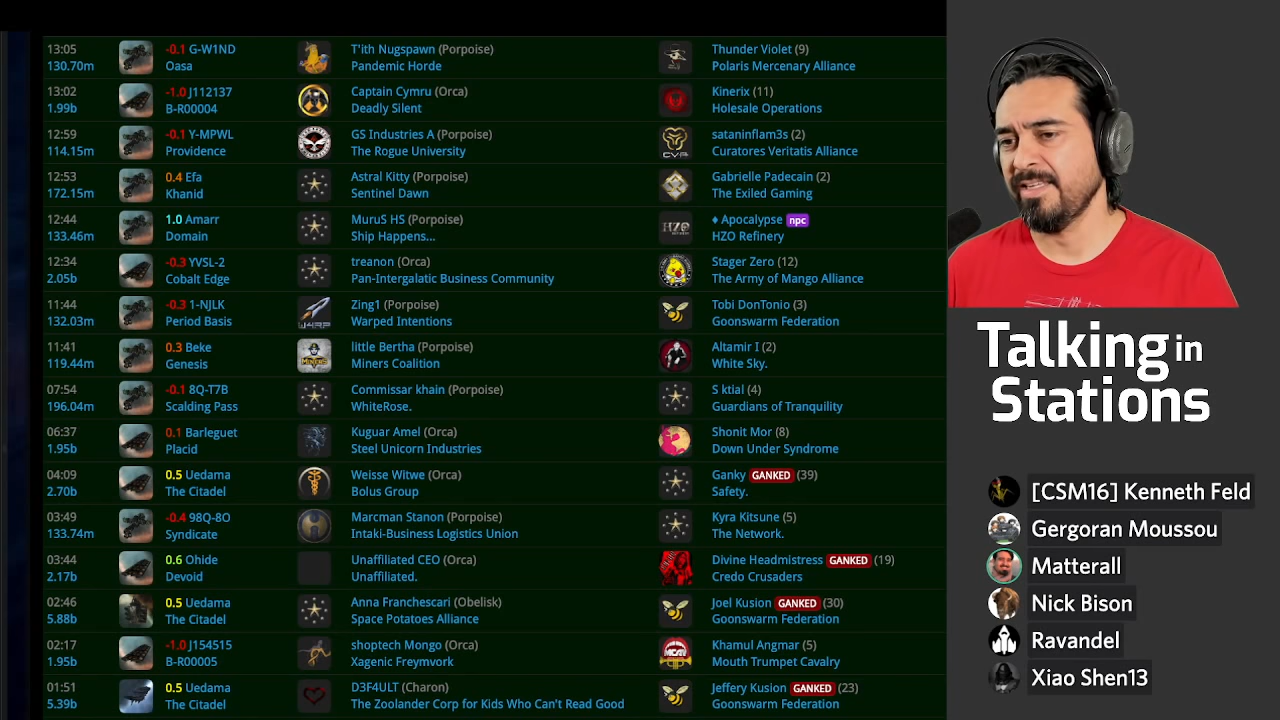 13:05 -0.1 G-W1ND T'ith Nugspawn (Porpoise) Thunder Violet (9)
130.70m Oasa Pandemic Horde Polaris Mercenary Alliance
13:02 -1.0 J112137 Captain Cymru (Orca) Kinerix (11)
1.99b B-R00004 Deadly Silent Holesale Operations
12:59 -0.1 Y-MPWL GS Industries A (Porpoise) sataninflam3s (2)
114.15m Providence The Rogue University Curatores Veritatis Alliance
12:53 0.4 Efa Astral Kitty (Porpoise) Gabrielle Padecain (2)
172.15m Khanid Sentinel Dawn The Exiled Gaming
12:44 1.0 Amarr MuruS HS (Porpoise) ♦ Apocalypse npc
133.46m Domain Ship Happens... HZO Refinery
12:34 -0.3 YVSL-2 treanon (Orca) Stager Zero (12)
2.05b Cobalt Edge Pan-Intergalatic Business Community The Army of Mango Alliance
11:44 -0.3 1-NJLK Zing1 (Porpoise) Tobi DonTonio (3)
132.03m Period Basis Warped Intentions Goonswarm Federation
11:41 0.3 Beke little Bertha (Porpoise) Altamir I (2)
119.44m Genesis Miners Coalition White Sky.
07:54 -0.1 8Q-T7B Commissar khain (Porpoise) S ktial (4)
196.04m Scalding Pass WhiteRose. Guardians of Tranquility
06:37 0.1 Barleguet Kuguar Amel (Orca) Shonit Mor (8)
1.95b Placid Steel Unicorn Industries Down Under Syndrome
04:09 0.5 Uedama Weisse Witwe (Orca) Ganky GANKED (39)
2.70b The Citadel Bolus Group Safety.
03:49 -0.4 98Q-8O Marcman Stanon (Porpoise) Kyra Kitsune (5)
133.74m Syndicate Intaki-Business Logistics Union The Network.
03:44 0.6 Ohide Unaffiliated CEO (Orca) Divine Headmistress GANKED (19)
2.17b Devoid Unaffiliated. Credo Crusaders
02:46 0.5 Uedama Anna Franchescari (Obelisk) Joel Kusion GANKED (30)
5.88b The Citadel Space Potatoes Alliance Goonswarm Federation
02:17 -1.0 J154515 shoptech Mongo (Orca) Khamul Angmar (5)
1.95b B-R00005 Xagenic Freymvork Mouth Trumpet Cavalry
01:51 0.5 Uedama D3F4ULT (Charon) Jeffery Kusion GANKED (23)
5.39b The Citadel The Zoolander Corp for Kids Who Can't Read Good Goonswarm Federation
Talking in
Stations
[CSM16] Kenneth Feld
Gergoran Moussou
Matterall
Nick Bison
Ravandel
Xiao Shen13